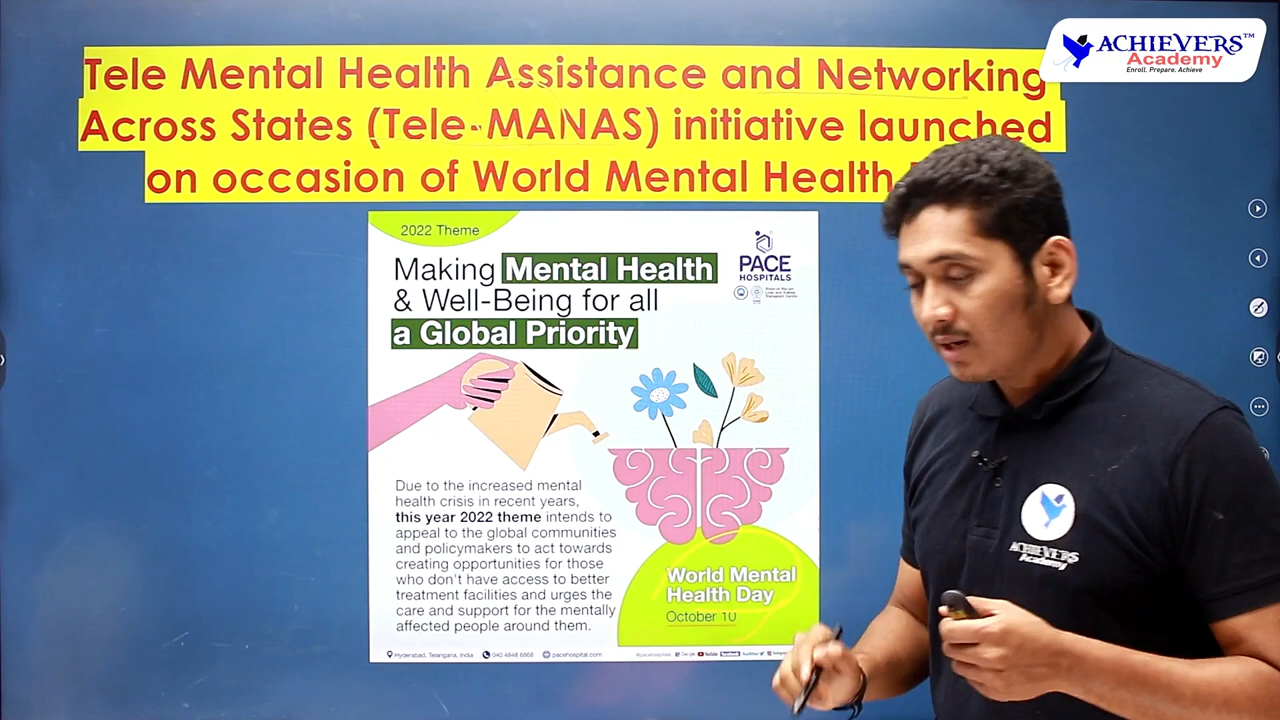 ACHIEVERS™
Academy
Enroll. Prepare. Achieve
Tele Mental Health Assistance and Networking
Across States (Tele-MANAS) initiative launched
on occasion of World Mental Health
2022 Theme
PACE
HOSPITALS
Making Mental Health
& Well-Being for all
a Global Priority
Due to the increased mental
health crisis in recent years,
this year 2022 theme intends to
appeal to the global communities
and policymakers to act towards
creating opportunities for those
who don't have access to better
treatment facilities and urges the
care and support for the mentally
affected people around them.
World Mental
Health Day
October 10
Hyderabad, Telangana, India 040 4848 6868 pacehospital.com
ACHIEVERS
Academy